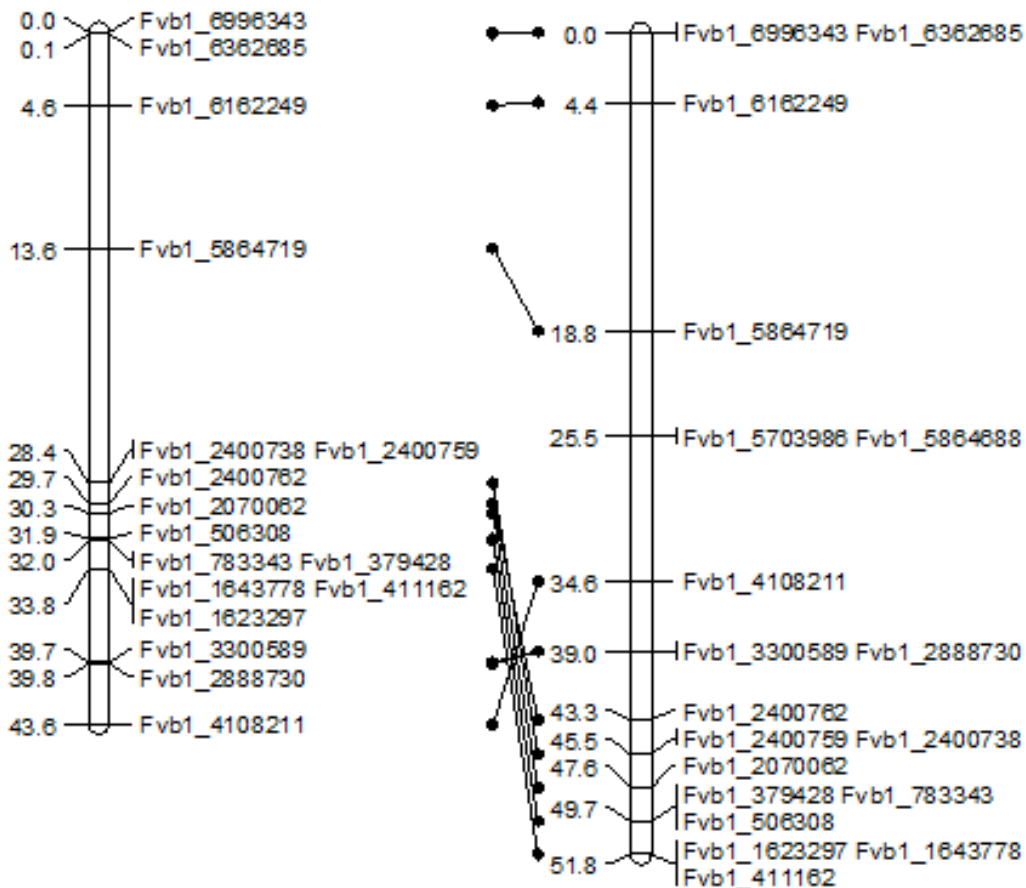 0.0 Fvb1_6996343
0.1 Fvb1_6362685
4.6 Fvb1_6162249
13.6 Fvb1_5864719
28.4 Fvb1_2400738 Fvb1_2400759
29.7 Fvb1_2400762
30.3 Fvb1_2070062
31.9 Fvb1_506308
32.0 Fvb1_783343 Fvb1_379428
33.8 Fvb1_1643778 Fvb1_411162
Fvb1_1623297
39.7 Fvb1_3300589
39.8 Fvb1_2888730
43.6 Fvb1_4108211
0.0 Fvb1_6996343 Fvb1_6362685
4.4 Fvb1_6162249
18.8 Fvb1_5864719
25.5 Fvb1_5703986 Fvb1_5864688
34.6 Fvb1_4108211
39.0 Fvb1_3300589 Fvb1_2888730
43.3 Fvb1_2400762
45.5 Fvb1_2400759 Fvb1_2400738
47.6 Fvb1_2070062
49.7 Fvb1_379428 Fvb1_783343
Fvb1_506308
51.8 Fvb1_1623297 Fvb1_1643778
Fvb1_411162